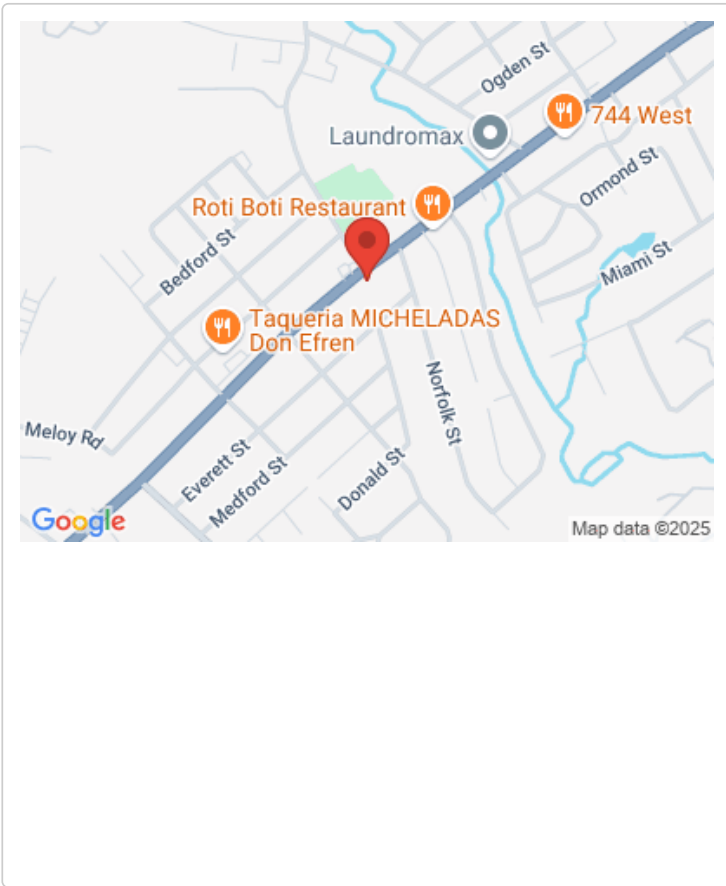 Ogden St
744 West
Laundromax
Ormond St
Roti Boti Restaurant
Bedford St
Miami St
Taqueria MICHELADAS
Don Efren
Norfolk St
Meloy Rd
Everett St
Medford St
Donald St
Google
Map data ©2025